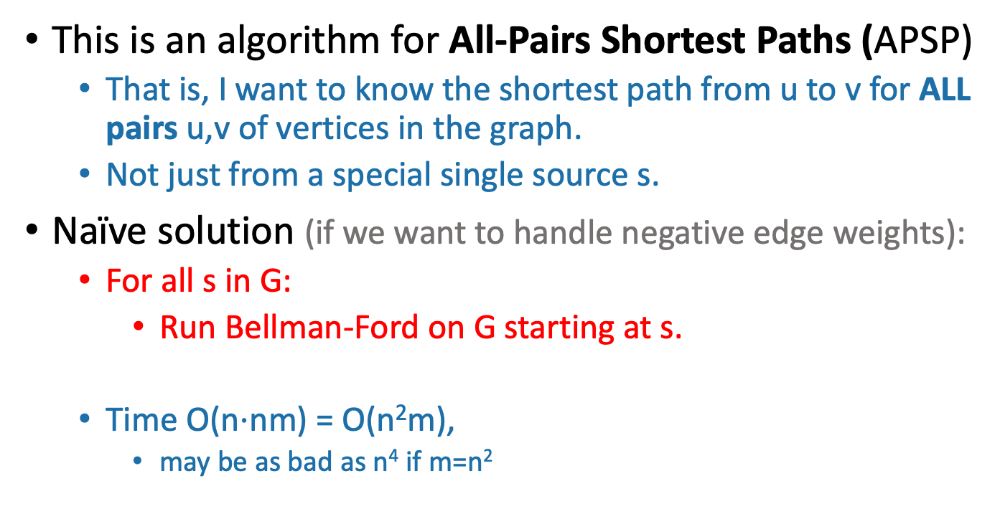 • This is an algorithm for All-Pairs Shortest Paths (APSP)
• That is, I want to know the shortest path from u to v for ALL
pairs u,v of vertices in the graph.
• Not just from a special single source s.
• Naïve solution (if we want to handle negative edge weights):
• For all s in G:
• Run Bellman-Ford on G starting at s.
• Time O(n·nm) = O(n²m),
• may be as bad as n⁴ if m=n²